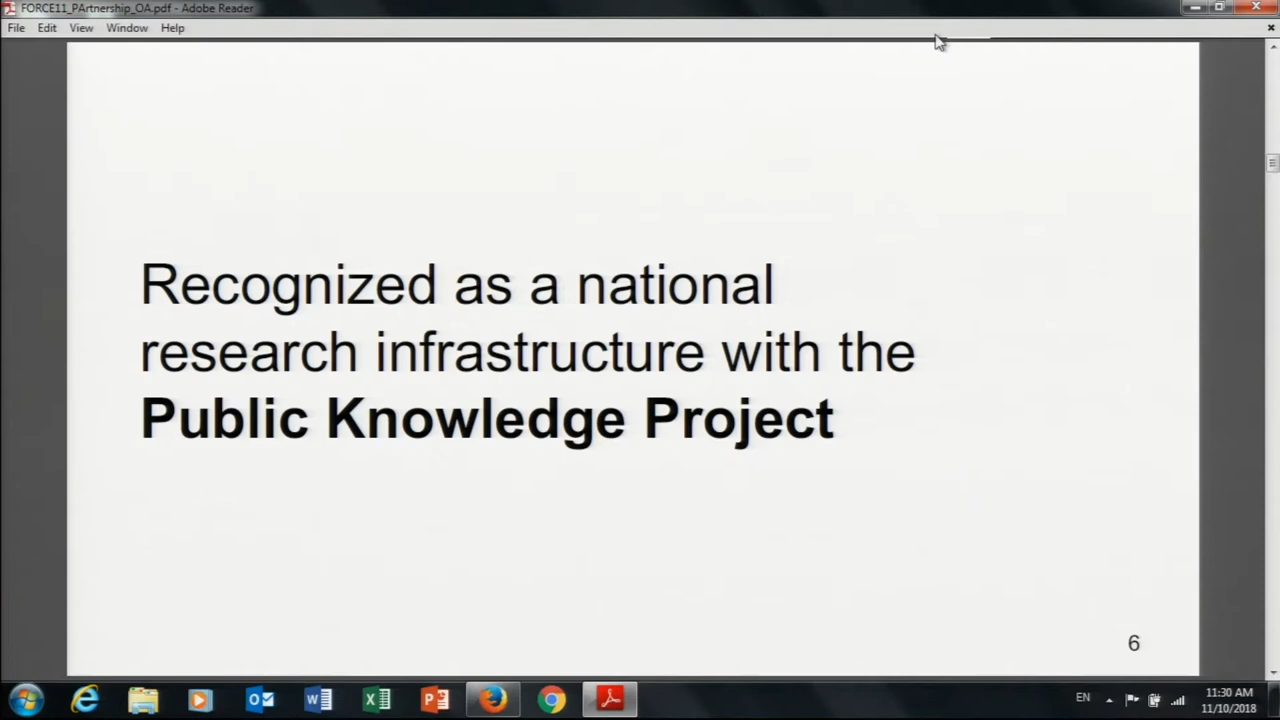 FORCE11_PArtnership_OA.pdf - Adobe Reader
File Edit View Window Help
Recognized as a national
research infrastructure with the
Public Knowledge Project
6
EN
11:30 AM
11/10/2018